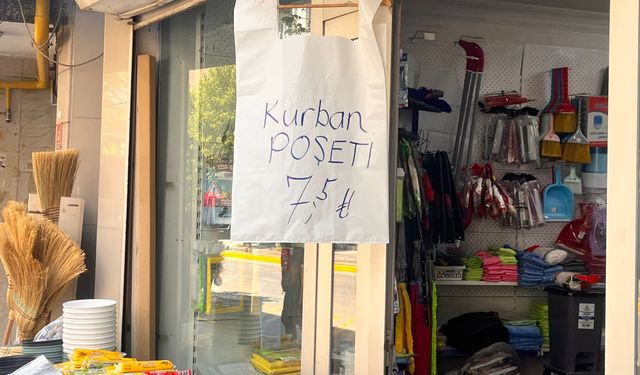 Kurban
POŞETİ
7,5 ₺